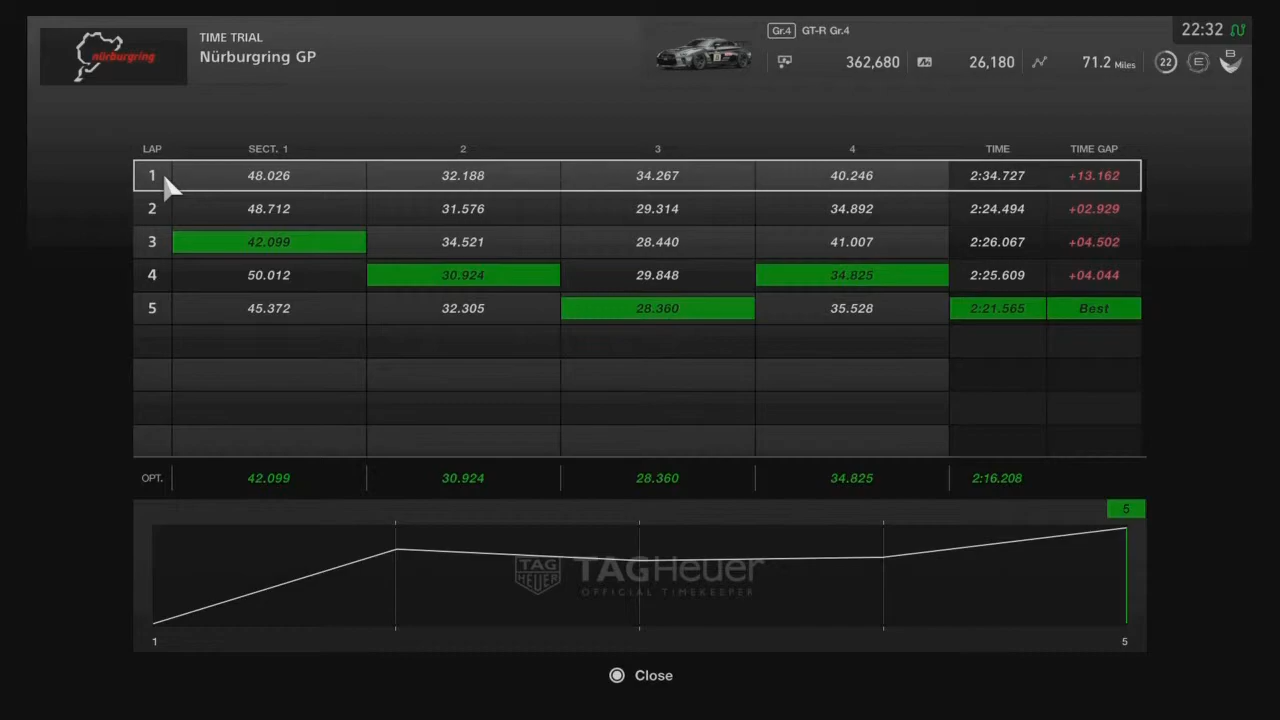 nürburgring
TIME TRIAL
Nürburgring GP
Gr.4 GT-R Gr.4
22:32
362,680 26,180 71.2 Miles 22 E B
LAP SECT. 1 2 3 4 TIME TIME GAP
1 48.026 32.188 34.267 40.246 2:34.727 +13.162
2 48.712 31.576 29.314 34.892 2:24.494 +02.929
3 42.099 34.521 28.440 41.007 2:26.067 +04.502
4 50.012 30.924 29.848 34.825 2:25.609 +04.044
5 45.372 32.305 28.360 35.528 2:21.565 Best
OPT. 42.099 30.924 28.360 34.825 2:16.208
5
TAG HEUER TAGHeuer
OFFICIAL TIMEKEEPER
1 5
Close